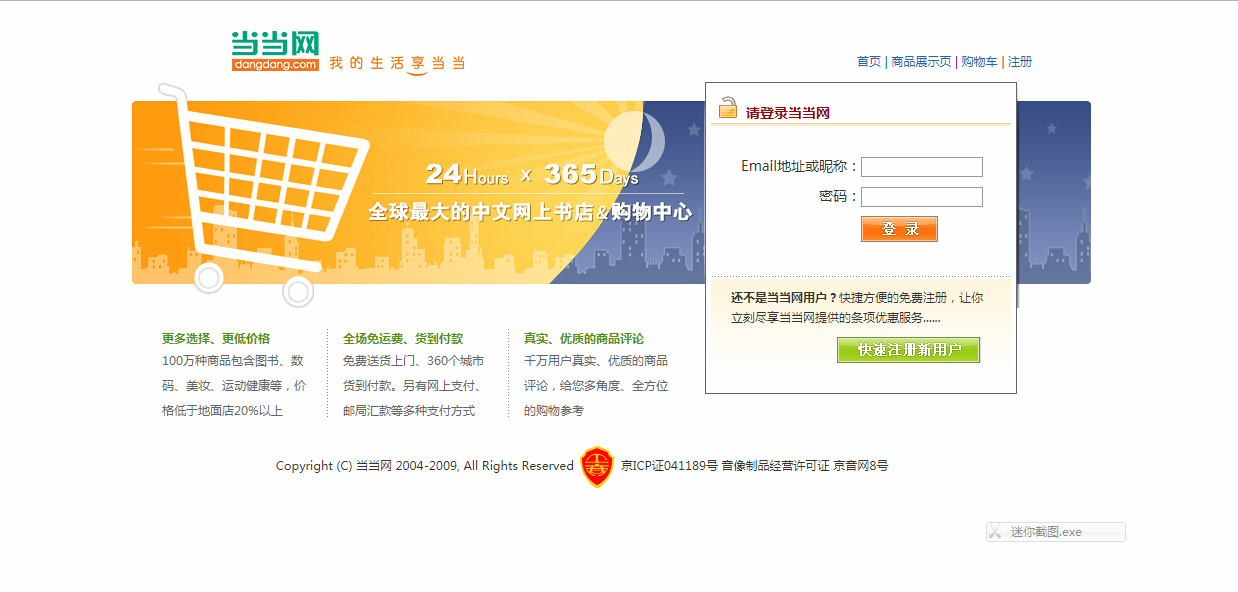 当当网
dangdang.com 我的生活享当当
首页 | 商品展示页 | 购物车 | 注册
请登录当当网
Email地址或昵称：
密码：
登 录
24Hours x 365Days
全球最大的中文网上书店&购物中心
还不是当当网用户？快捷方便的免费注册，让你
立刻尽享当当网提供的条项优惠服务......
快速注册新用户
更多选择、更低价格
100万种商品包含图书、数
码、美妆、运动健康等，价
格低于地面店20%以上
全场免运费、货到付款
免费送货上门、360个城市
货到付款。另有网上支付、
邮局汇款等多种支付方式
真实、优质的商品评论
千万用户真实、优质的商品
评论，给您多角度、全方位
的购物参考
Copyright (C) 当当网 2004-2009, All Rights Reserved 京ICP证041189号 音像制品经营许可证 京音网8号
迷你截图.exe